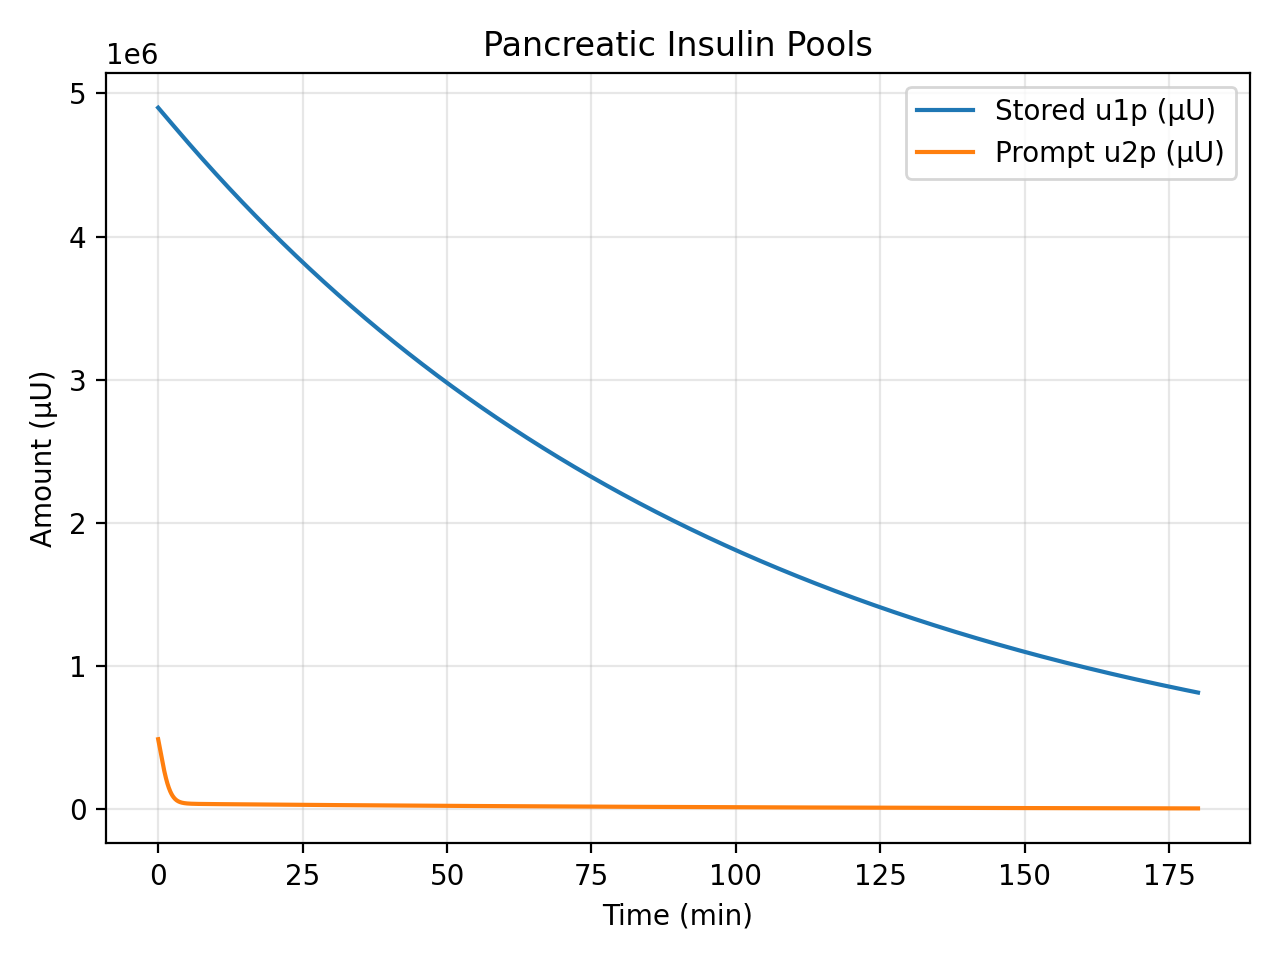 Pancreatic Insulin Pools
1e6
5
4
3
2
1
0
Amount (µU)
Stored u1p (µU)
Prompt u2p (µU)
0 25 50 75 100 125 150 175
Time (min)